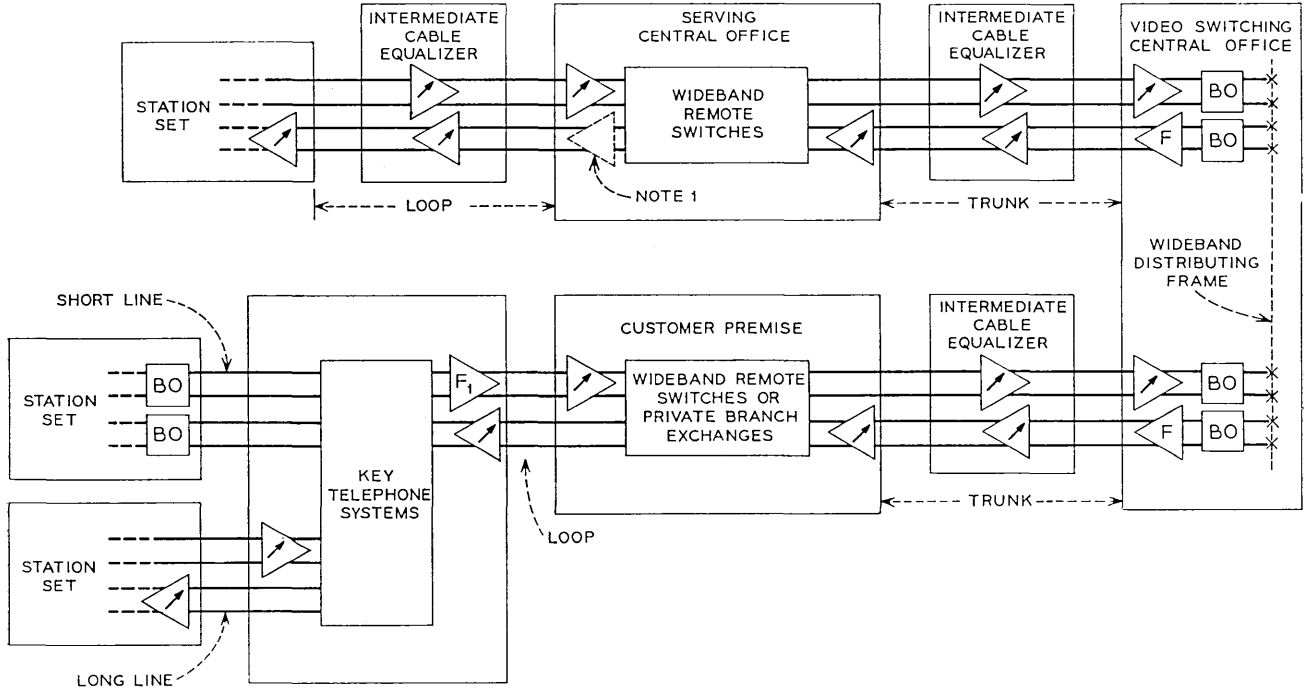 INTERMEDIATE
CABLE
EQUALIZER
SERVING
CENTRAL OFFICE
INTERMEDIATE
CABLE
EQUALIZER
VIDEO SWITCHING
CENTRAL OFFICE
STATION
SET
WIDEBAND
REMOTE
SWITCHES
BO
F
BO
NOTE 1
LOOP
TRUNK
WIDEBAND
DISTRIBUTING
FRAME
SHORT LINE
CUSTOMER PREMISE
INTERMEDIATE
CABLE
EQUALIZER
STATION
SET
BO
BO
F1
WIDEBAND REMOTE
SWITCHES OR
PRIVATE BRANCH
EXCHANGES
BO
F
BO
KEY
TELEPHONE
SYSTEMS
TRUNK
LOOP
STATION
SET
LONG LINE